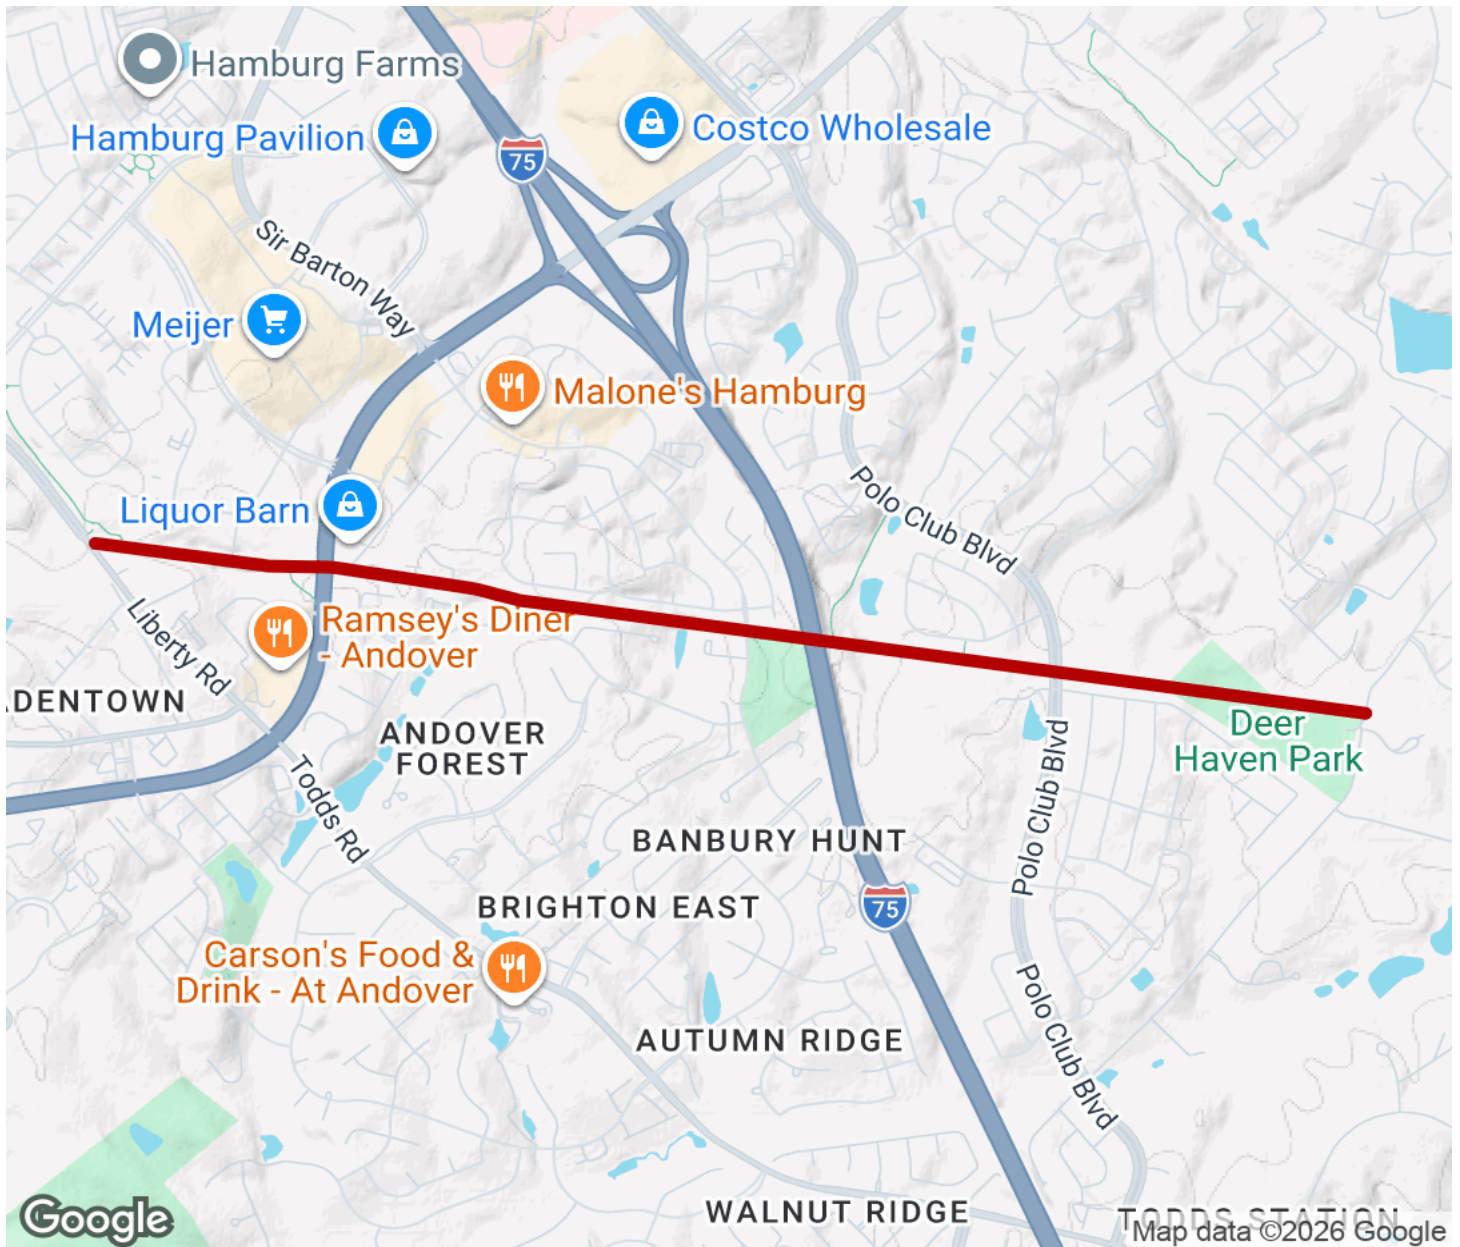 Hamburg Farms
Hamburg Pavilion
75
Costco Wholesale
Sir Barton Way
Meijer
Malone's Hamburg
Liquor Barn
Polo Club Blvd
Liberty Rd
Ramsey's Diner
- Andover
DENTOWN
ANDOVER
FOREST
Deer
Haven Park
Polo Club Blvd
Todds Rd
BANBURY HUNT
BRIGHTON EAST
75
Carson's Food &
Drink - At Andover
AUTUMN RIDGE
Polo Club Blvd
WALNUT RIDGE
TODDS STATION
Google
Map data ©2026 Google